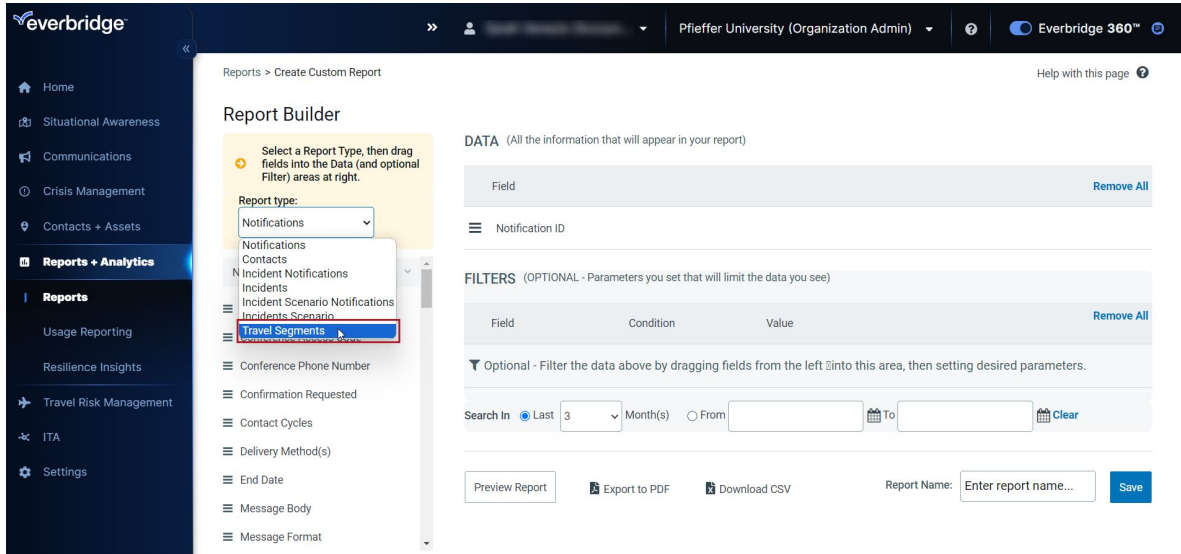 everbridge™
»
Pfieffer University (Organization Admin)
Everbridge 360™
«
Home
Situational Awareness
Communications
Crisis Management
Contacts + Assets
Reports + Analytics
Reports
Usage Reporting
Resilience Insights
Travel Risk Management
ITA
Settings
Reports > Create Custom Report
Help with this page
Report Builder
Select a Report Type, then drag
fields into the Data (and optional
Filter) areas at right.
Report type:
Notifications
Notifications
Contacts
Incident Notifications
Incidents
Incident Scenario Notifications
Incidents Scenario
Travel Segments
Conference Phone Number
Confirmation Requested
Contact Cycles
Delivery Method(s)
End Date
Message Body
Message Format
DATA (All the information that will appear in your report)
Field Remove All
Notification ID
FILTERS (OPTIONAL - Parameters you set that will limit the data you see)
Field Condition Value Remove All
Optional - Filter the data above by dragging fields from the left into this area, then setting desired parameters.
Search In Last 3 Month(s) From To Clear
Preview Report Export to PDF Download CSV Report Name: Enter report name... Save